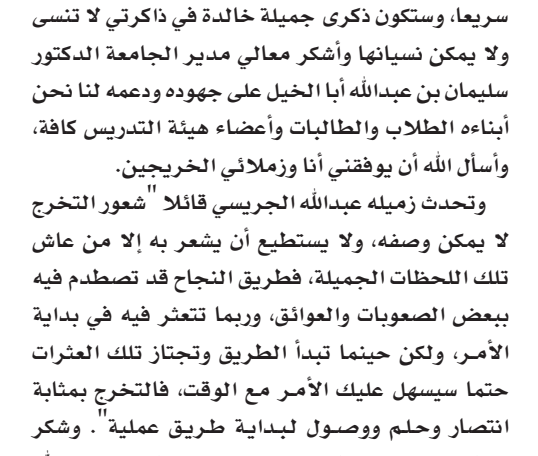 سريعا، وستكون ذكرى جميلة خالدة في ذاكرتي لا تنسى
ولا يمكن نسيانها وأشكر معالي مدير الجامعة الدكتور
سليمان بن عبدالله أبا الخيل على جهوده ودعمه لنا نحن
أبناءه الطلاب والطالبات وأعضاء هيئة التدريس كافة،
وأسأل الله أن يوفقني أنا وزملائي الخريجين.
وتحدث زميله عبدالله الجريسي قائلا "شعور التخرج
لا يمكن وصفه، ولا يستطيع أن يشعر به إلا من عاش
تلك اللحظات الجميلة، فطريق النجاح قد تصطدم فيه
ببعض الصعوبات والعوائق، وربما تتعثر فيه في بداية
الأمر، ولكن حينما تبدأ الطريق وتجتاز تلك العثرات
حتما سيسهل عليك الأمر مع الوقت، فالتخرج بمثابة
انتصار وحلم ووصول لبداية طريق عملية". وشكر